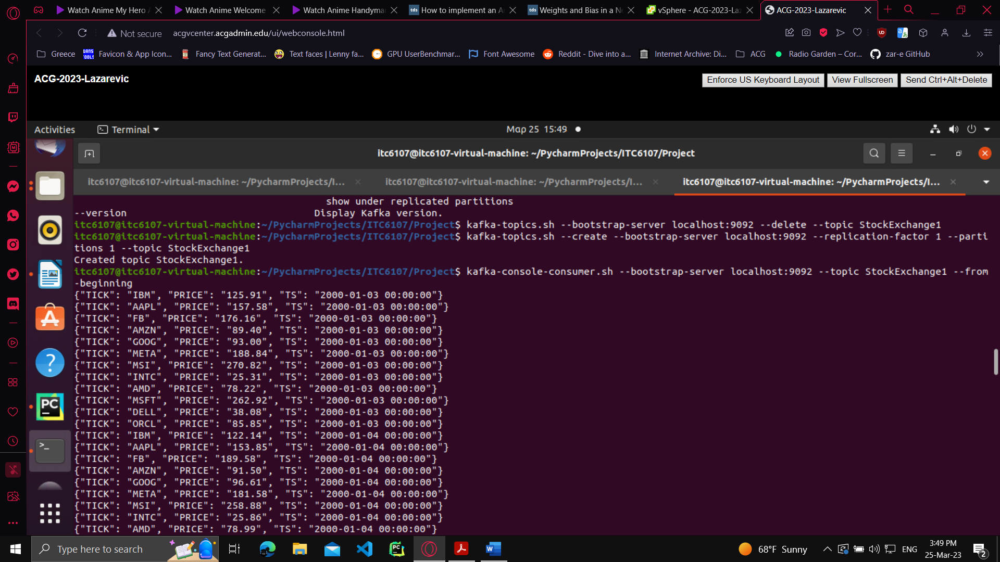 Watch Anime My Hero A
Watch Anime Welcome
Watch Anime Handyma
tds How to implement an A
tds Weights and Bias in a Ne
vSphere - ACG-2023-Laz
ACG-2023-Lazarevic
Not secure acgvcenter.acgadmin.edu/ui/webconsole.html
Greece
DANS TOOLS Favicon & App Icon...
Fancy Text Generat...
Text faces | Lenny fa...
GPU UserBenchmar...
Font Awesome
Reddit - Dive into a...
Internet Archive: Di...
ACG
Radio Garden – Cor...
zar-e GitHub
ACG-2023-Lazarevic
Enforce US Keyboard Layout
View Fullscreen
Send Ctrl+Alt+Delete
Activities
Terminal
Μαρ 25 15:49
itc6107@itc6107-virtual-machine: ~/PycharmProjects/ITC6107/Project
itc6107@itc6107-virtual-machine: ~/PycharmProjects/I...
itc6107@itc6107-virtual-machine: ~/PycharmProjects/I...
itc6107@itc6107-virtual-machine: ~/PycharmProjects/I...
show under replicated partitions
--version Display Kafka version.
itc6107@itc6107-virtual-machine:~/PycharmProjects/ITC6107/Project$ kafka-topics.sh --bootstrap-server localhost:9092 --delete --topic StockExchange1
itc6107@itc6107-virtual-machine:~/PycharmProjects/ITC6107/Project$ kafka-topics.sh --create --bootstrap-server localhost:9092 --replication-factor 1 --parti
tions 1 --topic StockExchange1
Created topic StockExchange1.
itc6107@itc6107-virtual-machine:~/PycharmProjects/ITC6107/Project$ kafka-console-consumer.sh --bootstrap-server localhost:9092 --topic StockExchange1 --from
-beginning
{"TICK": "IBM", "PRICE": "125.91", "TS": "2000-01-03 00:00:00"}
{"TICK": "AAPL", "PRICE": "157.58", "TS": "2000-01-03 00:00:00"}
{"TICK": "FB", "PRICE": "176.16", "TS": "2000-01-03 00:00:00"}
{"TICK": "AMZN", "PRICE": "89.40", "TS": "2000-01-03 00:00:00"}
{"TICK": "GOOG", "PRICE": "93.00", "TS": "2000-01-03 00:00:00"}
{"TICK": "META", "PRICE": "188.84", "TS": "2000-01-03 00:00:00"}
{"TICK": "MSI", "PRICE": "270.82", "TS": "2000-01-03 00:00:00"}
{"TICK": "INTC", "PRICE": "25.31", "TS": "2000-01-03 00:00:00"}
{"TICK": "AMD", "PRICE": "78.22", "TS": "2000-01-03 00:00:00"}
{"TICK": "MSFT", "PRICE": "262.92", "TS": "2000-01-03 00:00:00"}
{"TICK": "DELL", "PRICE": "38.08", "TS": "2000-01-03 00:00:00"}
{"TICK": "ORCL", "PRICE": "85.85", "TS": "2000-01-03 00:00:00"}
{"TICK": "IBM", "PRICE": "122.14", "TS": "2000-01-04 00:00:00"}
{"TICK": "AAPL", "PRICE": "153.85", "TS": "2000-01-04 00:00:00"}
{"TICK": "FB", "PRICE": "189.58", "TS": "2000-01-04 00:00:00"}
{"TICK": "AMZN", "PRICE": "91.50", "TS": "2000-01-04 00:00:00"}
{"TICK": "GOOG", "PRICE": "96.61", "TS": "2000-01-04 00:00:00"}
{"TICK": "META", "PRICE": "181.58", "TS": "2000-01-04 00:00:00"}
{"TICK": "MSI", "PRICE": "258.88", "TS": "2000-01-04 00:00:00"}
{"TICK": "INTC", "PRICE": "25.86", "TS": "2000-01-04 00:00:00"}
{"TICK": "AMD", "PRICE": "78.99", "TS": "2000-01-04 00:00:00"}
PC
Type here to search
PC
W
68°F Sunny
ENG
3:49 PM
25-Mar-23
2